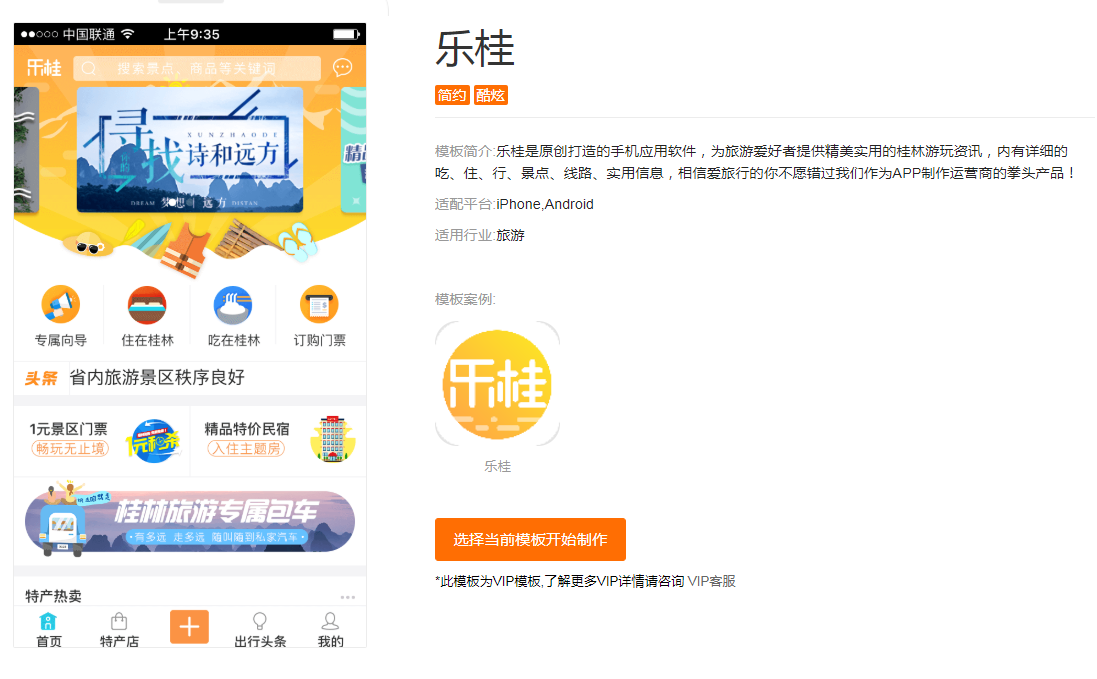 中国联通
上午9:35
乐桂
搜索景点，商品等关键词
寻找
你的
XUNZHAODE
诗和远方
DREAM 梦想 | 远方 DISTAN
精品
专属向导
住在桂林
吃在桂林
订购门票
头条
省内旅游景区秩序良好
1元景区门票
畅玩无止境
1元秒杀
精品特价民宿
入住主题房
桂林旅游专属包车
·有多远 走多远 随叫随到私家汽车·
特产热卖
首页
特产店
出行头条
我的
乐桂
简约 酷炫
模板简介:乐桂是原创打造的手机应用软件，为旅游爱好者提供精美实用的桂林游玩资讯，内有详细的
吃、住、行、景点、线路、实用信息，相信爱旅行的你不愿错过我们作为APP制作运营商的拳头产品！
适配平台:iPhone,Android
适用行业:旅游
模板案例:
乐桂
乐桂
选择当前模板开始制作
*此模板为VIP模板,了解更多VIP详情请咨询 VIP客服